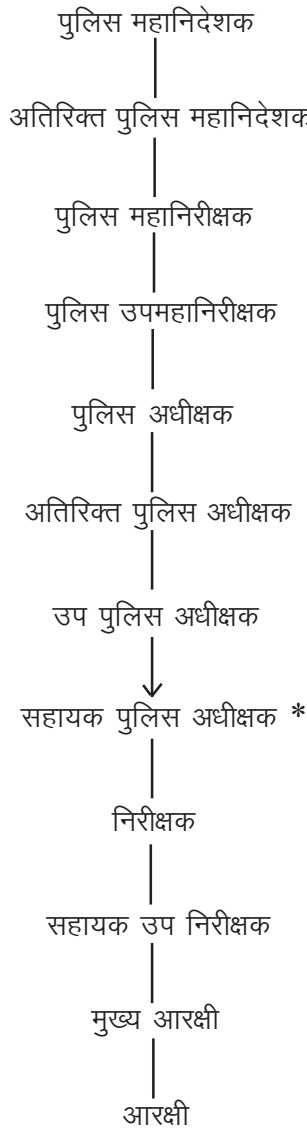 पुलिस महानिदेशक
अतिरिक्त पुलिस महानिदेशक
पुलिस महानिरीक्षक
पुलिस उपमहानिरीक्षक
पुलिस अधीक्षक
अतिरिक्त पुलिस अधीक्षक
उप पुलिस अधीक्षक
सहायक पुलिस अधीक्षक *
निरीक्षक
सहायक उप निरीक्षक
मुख्य आरक्षी
आरक्षी